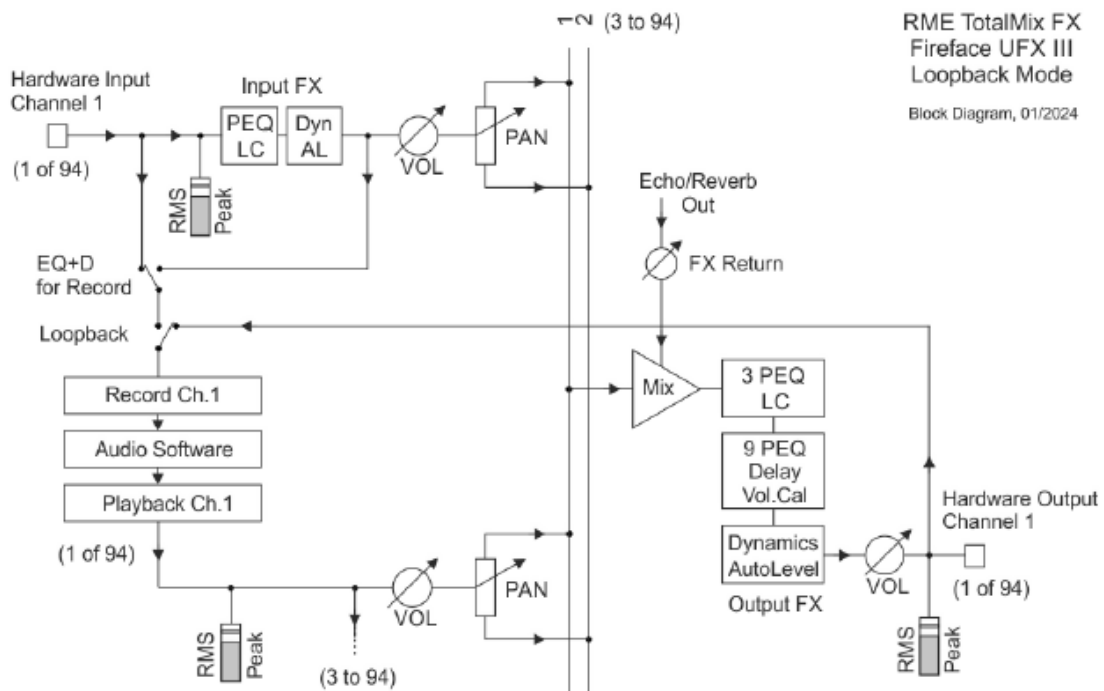 1
2
(3 to 94)
RME TotalMix FX
Fireface UFX III
Loopback Mode
Block Diagram, 01/2024
Hardware Input
Channel 1
(1 of 94)
Input FX
PEQ
LC
Dyn
AL
VOL
PAN
RMS
Peak
EQ+D
for Record
Loopback
Record Ch.1
Audio Software
Playback Ch.1
(1 of 94)
RMS
Peak
(3 to 94)
VOL
PAN
Echo/Reverb
Out
FX Return
Mix
3 PEQ
LC
9 PEQ
Delay
Vol.Cal
Dynamics
AutoLevel
Output FX
VOL
Hardware Output
Channel 1
(1 of 94)
RMS
Peak